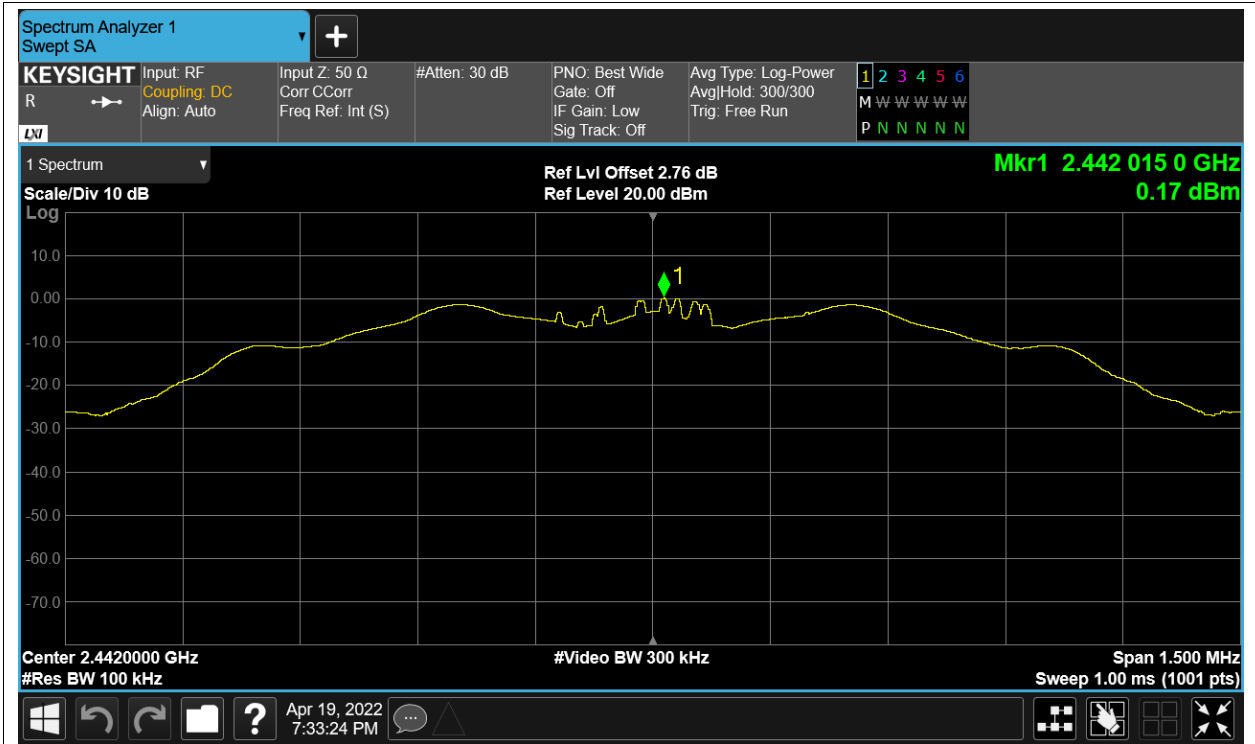 Spectrum Analyzer 1
Swept SA
KEYSIGHT
R
LXI
Input: RF
Coupling: DC
Align: Auto
Input Z: 50 Ω
Corr CCorr
Freq Ref: Int (S)
#Atten: 30 dB
PNO: Best Wide
Gate: Off
IF Gain: Low
Sig Track: Off
Avg Type: Log-Power
Avg|Hold: 300/300
Trig: Free Run
1 2 3 4 5 6
M W W W W W
P N N N N N
1 Spectrum
Scale/Div 10 dB
Log
Ref Lvl Offset 2.76 dB
Ref Level 20.00 dBm
Mkr1 2.442 015 0 GHz
0.17 dBm
1
10.0
0.00
-10.0
-20.0
-30.0
-40.0
-50.0
-60.0
-70.0
Center 2.4420000 GHz
#Res BW 100 kHz
#Video BW 300 kHz
Span 1.500 MHz
Sweep 1.00 ms (1001 pts)
?
Apr 19, 2022
7:33:24 PM